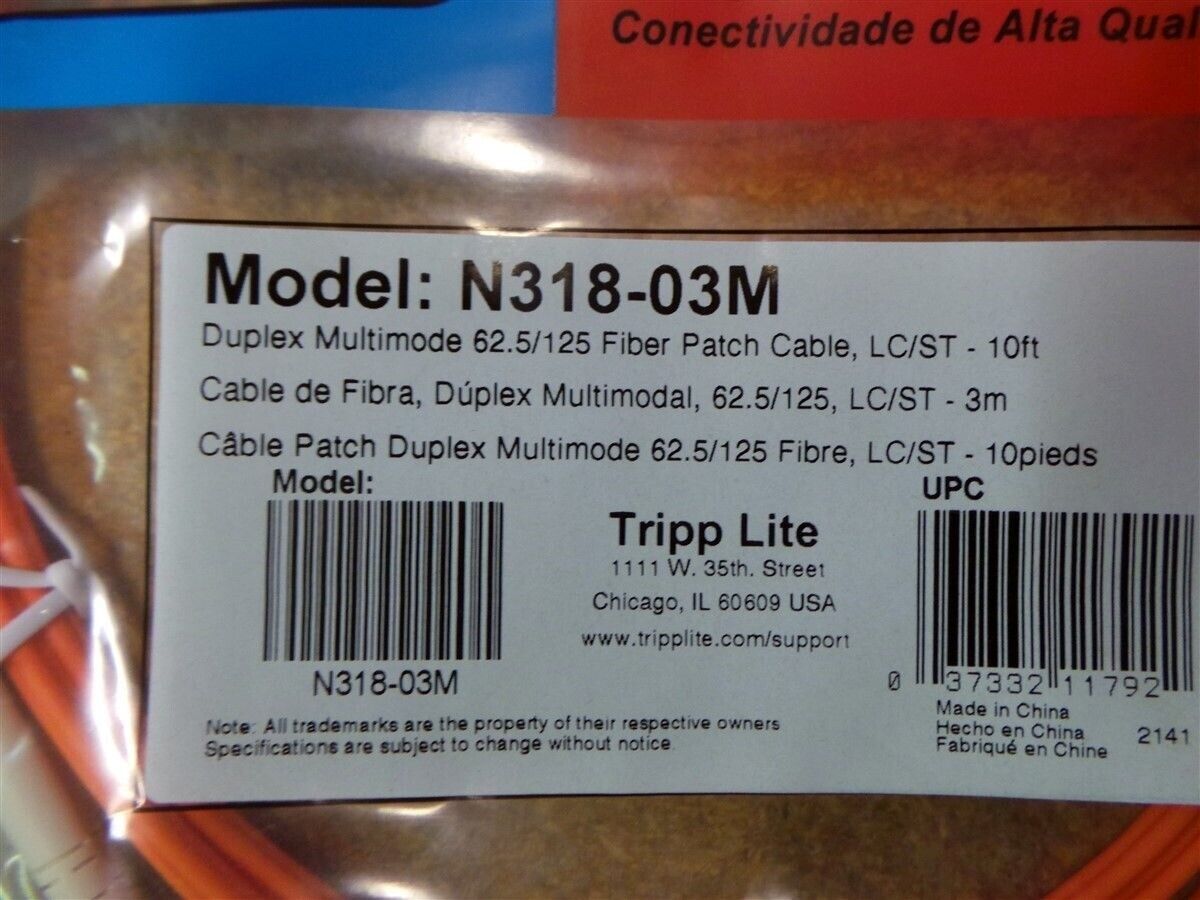 Conectividade de Alta
Model: N318-03M
Duplex Multimode 62.5/125 Fiber Patch Cable, LC/ST - 10ft
Cable de Fibra, Dúplex Multimodal, 62.5/125, LC/ST - 3m
Câble Patch Duplex Multimode 62.5/125 Fibre, LC/ST - 10pieds
Model:
N318-03M
Tripp Lite
1111 W. 35th. Street
Chicago, IL 60609 USA
www.tripplite.com/support
UPC
0 37332 11792
Made in China
Hecho en China
Fabriqué en Chine
2141
Note: All trademarks are the property of their respective owners
Specifications are subject to change without notice.